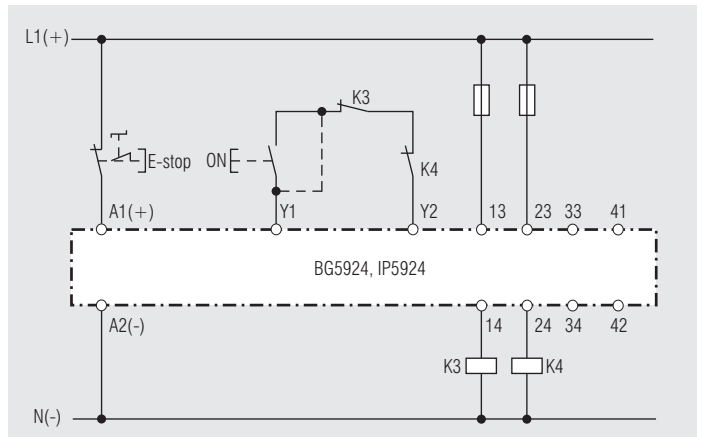 L1(+)
K3
E-stop
ON
K4
A1(+)
Y1
Y2
13
23
33
41
BG5924, IP5924
A2(-)
14
24
34
42
K3
K4
N(-)